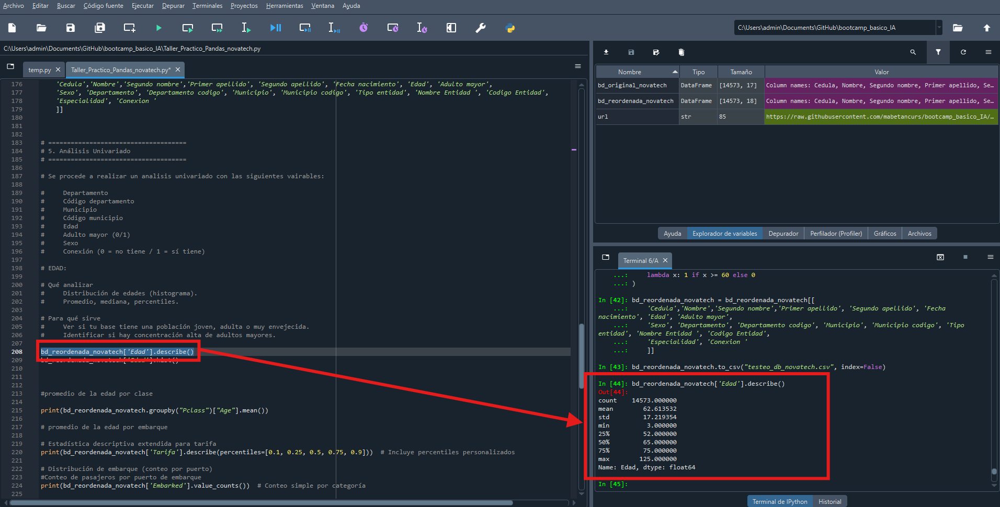 Archivo Editar Buscar Código fuente Ejecutar Depurar Terminales Proyectos Herramientas Ventana Ayuda
C:\Users\admin\Documents\GitHub\bootcamp_basico_IA
C:\Users\admin\Documents\GitHub\bootcamp_basico_IA\Taller_Practico_Pandas_novatech.py
temp.py
Taller_Practico_Pandas_novatech.py*
176 'Cedula','Nombre','Segundo nombre','Primer apellido', 'Segundo apellido', 'Fecha nacimiento', 'Edad', 'Adulto mayor',
177 'Sexo', 'Departamento', 'Departamento codigo', 'Municipio', 'Municipio codigo', 'Tipo entidad', 'Nombre Entidad ', 'Codigo Entidad',
178 'Especialidad', 'Conexion '
179 ]]
180
181
182
183 # =====================================
184 # 5. Análisis Univariado
185 # =====================================
186
187 # Se procede a realizar un analisis univariado con las siguientes vairables:
188
189 # Departamento
190 # Código departamento
191 # Municipio
192 # Código municipio
193 # Edad
194 # Adulto mayor (0/1)
195 # Sexo
196 # Conexión (0 = no tiene / 1 = sí tiene)
197
198 # EDAD:
199
200 # Qué analizar
201 # Distribución de edades (histograma).
202 # Promedio, mediana, percentiles.
203
204 # Para qué sirve
205 # Ver si tu base tiene una población joven, adulta o muy envejecida.
206 # Identificar si hay concentración alta de adultos mayores.
207
208 bd_reordenada_novatech['Edad'].describe()
209 bd_reordenada_novatech['Edad'].hist()
210
211
212
213 #promedio de la edad por clase
214
215 print(bd_reordenada_novatech.groupby("Pclass")["Age"].mean())
216
217 # promedio de la edad por embarque
218
219 # Estadística descriptiva extendida para tarifa
220 print(bd_reordenada_novatech['Tarifa'].describe(percentiles=[0.1, 0.25, 0.5, 0.75, 0.9])) # Incluye percentiles personalizados
221
222 # Distribución de embarque (conteo por puerto)
223 #Conteo de pasajeros por puerto de embarque
224 print(bd_reordenada_novatech['Embarked'].value_counts()) # Conteo simple por categoría
225
Nombre Tipo Tamaño Valor
bd_original_novatech DataFrame [14573, 17] Column names: Cedula, Nombre, Segundo nombre, Primer apellido, Se…
bd_reordenada_novatech DataFrame [14573, 18] Column names: Cedula, Nombre, Segundo nombre, Primer apellido, Se…
url str 85 https://raw.githubusercontent.com/mabetancurs/bootcamp_basico_IA/…
Ayuda Explorador de variables Depurador Perfilador (Profiler) Gráficos Archivos
Terminal 6/A
...: lambda x: 1 if x >= 60 else 0
...: )
In [42]: bd_reordenada_novatech = bd_reordenada_novatech[[
...: 'Cedula','Nombre','Segundo nombre','Primer apellido', 'Segundo apellido', 'Fecha
nacimiento', 'Edad', 'Adulto mayor',
...: 'Sexo', 'Departamento', 'Departamento codigo', 'Municipio', 'Municipio codigo', 'Tipo
entidad', 'Nombre Entidad ', 'Codigo Entidad',
...: 'Especialidad', 'Conexion '
...: ]]
In [43]: bd_reordenada_novatech.to_csv("testeo_db_novatech.csv", index=False)
In [44]: bd_reordenada_novatech['Edad'].describe()
Out[44]:
count 14573.000000
mean 62.613532
std 17.219354
min 3.000000
25% 52.000000
50% 65.000000
75% 75.000000
max 125.000000
Name: Edad, dtype: float64
In [45]:
Terminal de IPython Historial